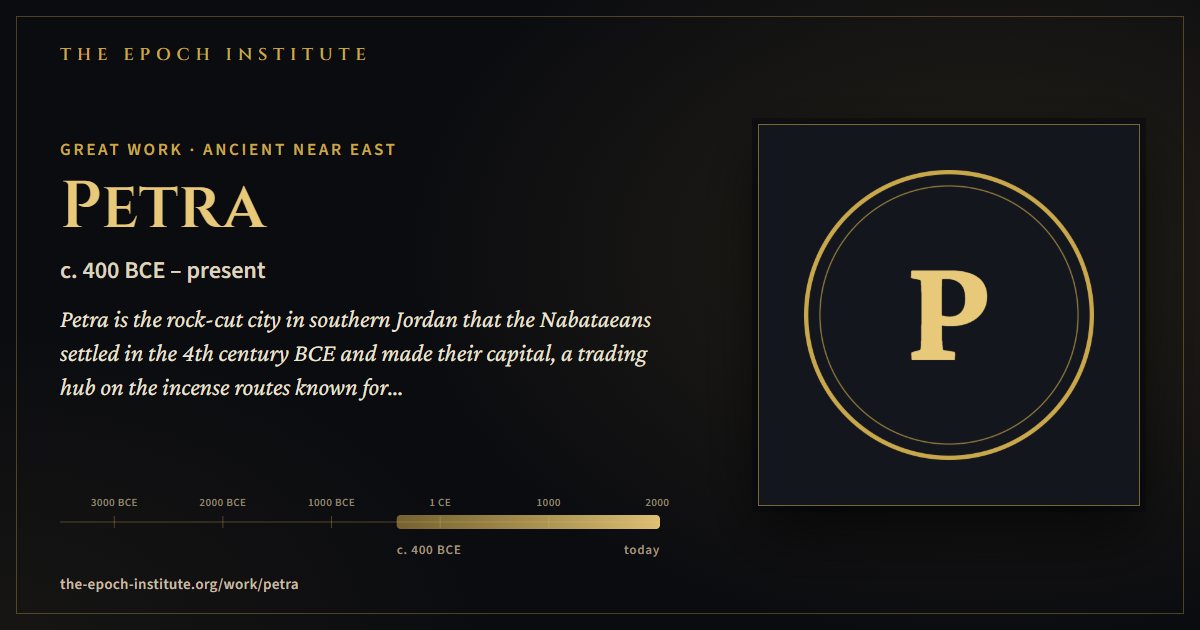 THE EPOCH INSTITUTE
GREAT WORK · ANCIENT NEAR EAST
PETRA
c. 400 BCE – present
Petra is the rock-cut city in southern Jordan that the Nabataeans
settled in the 4th century BCE and made their capital, a trading
hub on the incense routes known for...
P
3000 BCE 2000 BCE 1000 BCE 1 CE 1000 2000
c. 400 BCE today
the-epoch-institute.org/work/petra